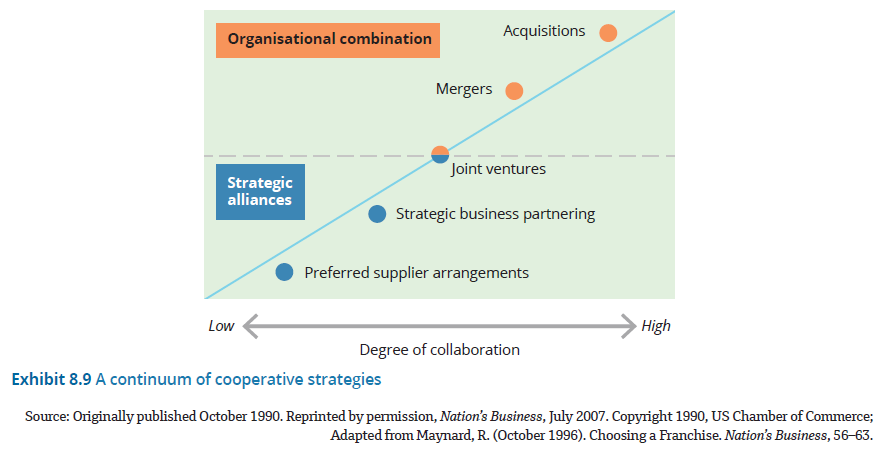 Organisational combination
Acquisitions
Mergers
Joint ventures
Strategic
alliances
Strategic business partnering
Preferred supplier arrangements
Low
High
Degree of collaboration
Exhibit 8.9 A continuum of cooperative strategies
Source: Originally published October 1990. Reprinted by permission, Nation’s Business, July 2007. Copyright 1990, US Chamber of Commerce;
Adapted from Maynard, R. (October 1996). Choosing a Franchise. Nation’s Business, 56–63.